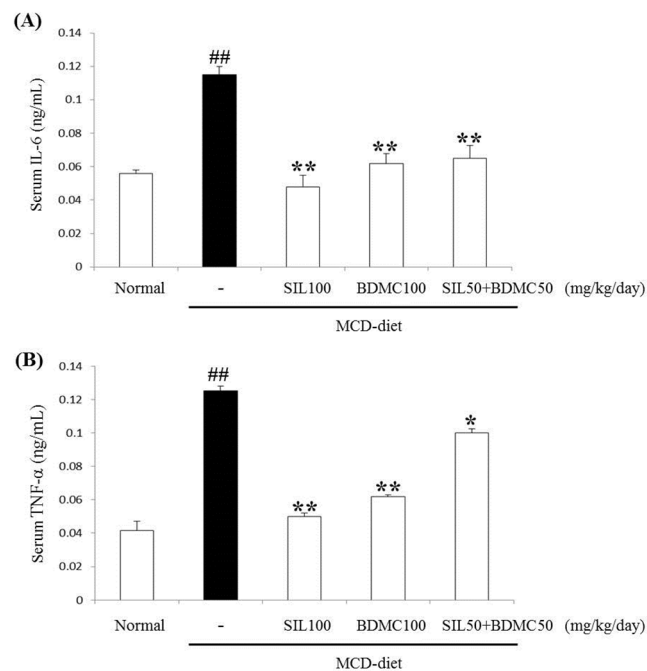 (A)
##
0.14
0.12
0.1
0.08
0.06
0.04
0.02
0
Serum IL-6 (ng/mL)
** ** **
Normal - SIL100 BDMC100 SIL50+BDMC50 (mg/kg/day)
MCD-diet
(B)
##
0.14
0.12
0.1
0.08
0.06
0.04
0.02
0
Serum TNF-α (ng/mL)
** ** *
Normal - SIL100 BDMC100 SIL50+BDMC50 (mg/kg/day)
MCD-diet